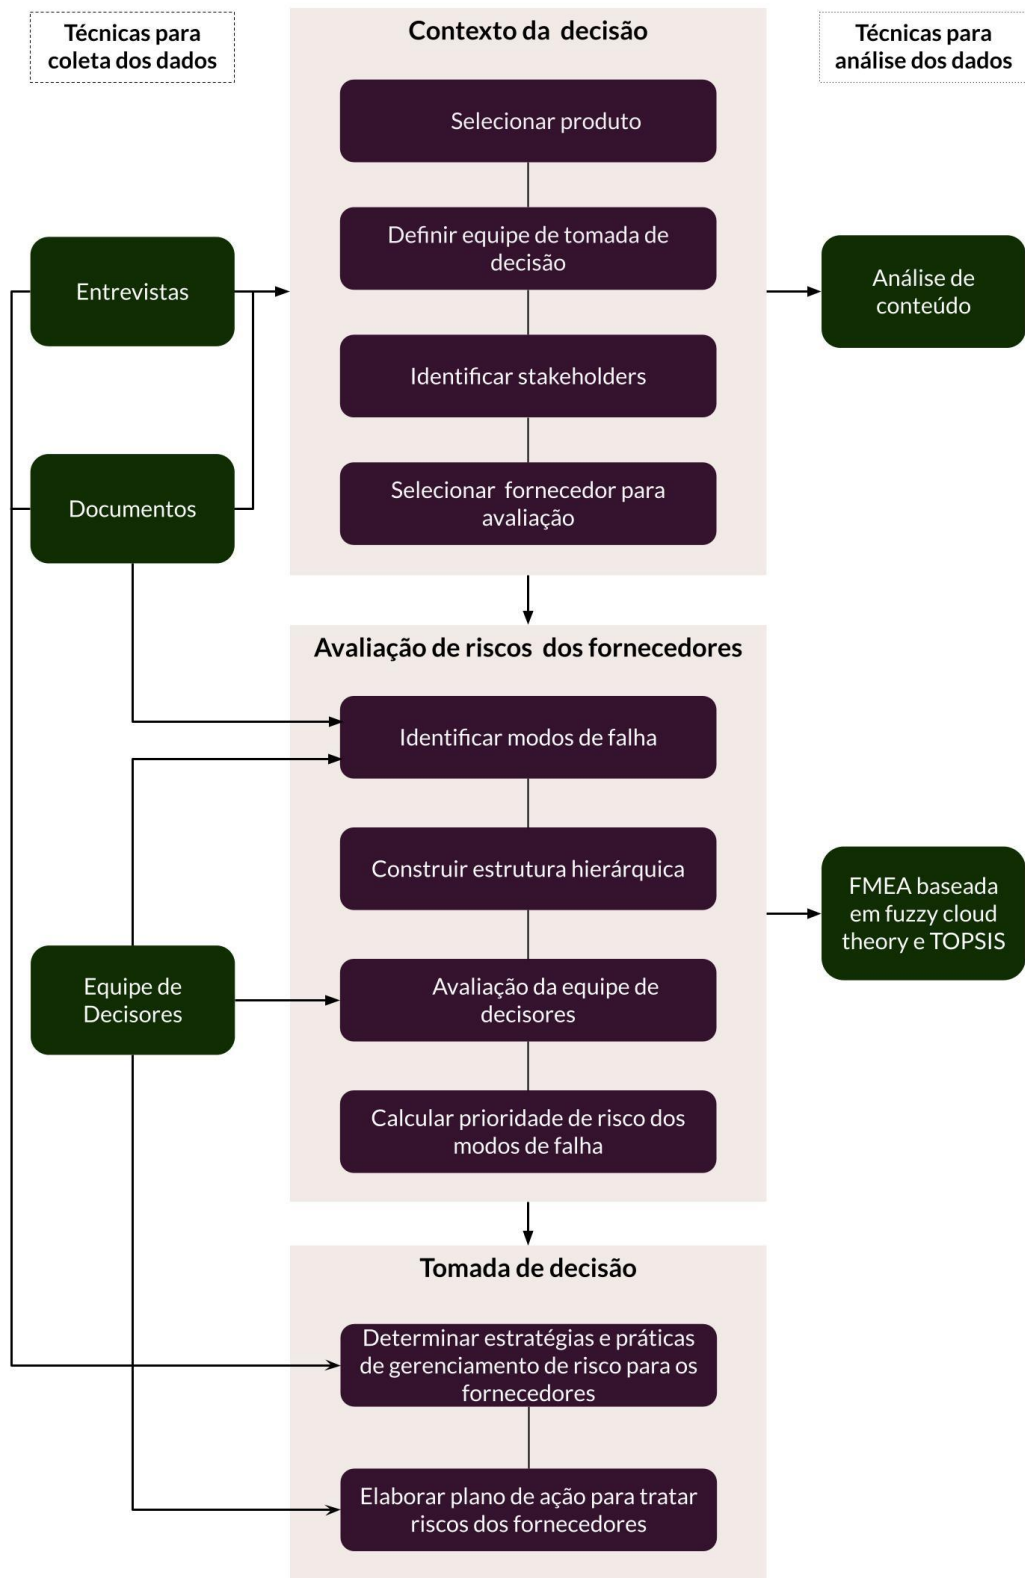 Técnicas para
coleta dos dados
Contexto da decisão
Técnicas para
análise dos dados
Selecionar produto
Definir equipe de tomada de
decisão
Identificar stakeholders
Selecionar fornecedor para
avaliação
Entrevistas
Documentos
Análise de
conteúdo
Avaliação de riscos dos fornecedores
Identificar modos de falha
Construir estrutura hierárquica
Avaliação da equipe de
decisores
Calcular prioridade de risco dos
modos de falha
Equipe de
Decisores
FMEA baseada
em fuzzy cloud
theory e TOPSIS
Tomada de decisão
Determinar estratégias e práticas
de gerenciamento de risco para os
fornecedores
Elaborar plano de ação para tratar
riscos dos fornecedores